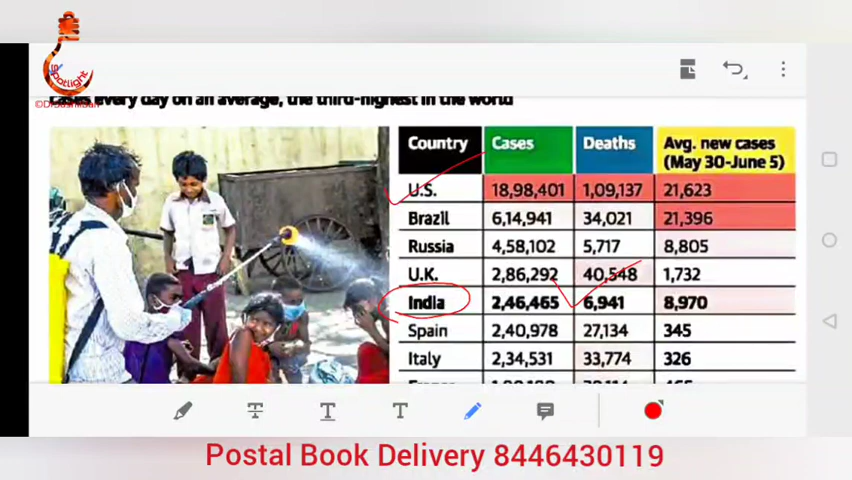 Spotlight
cases every day on an average, the third-highest in the world
Country Cases Deaths Avg. new cases (May 30-June 5)
U.S. 18,98,401 1,09,137 21,623
Brazil 6,14,941 34,021 21,396
Russia 4,58,102 5,717 8,805
U.K. 2,86,292 40,548 1,732
India 2,46,465 6,941 8,970
Spain 2,40,978 27,134 345
Italy 2,34,531 33,774 326
T T T
Postal Book Delivery 8446430119